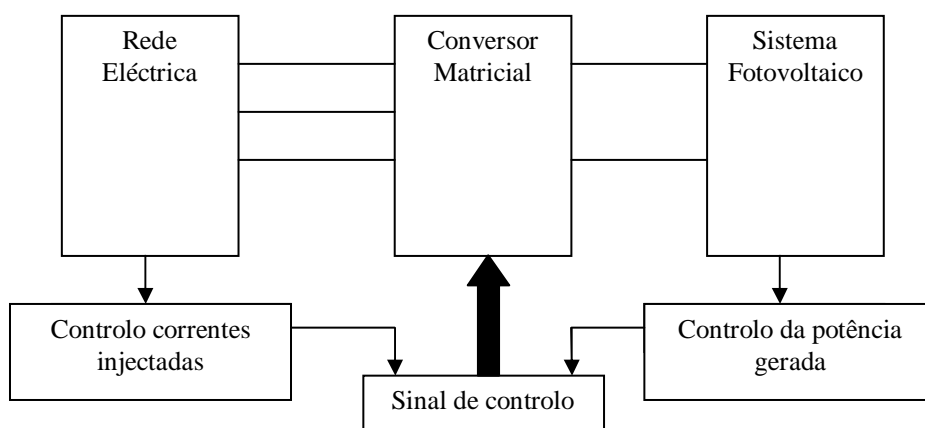 Rede
Eléctrica
Conversor
Matricial
Sistema
Fotovoltaico
Controlo correntes
injectadas
Controlo da potência
gerada
Sinal de controlo